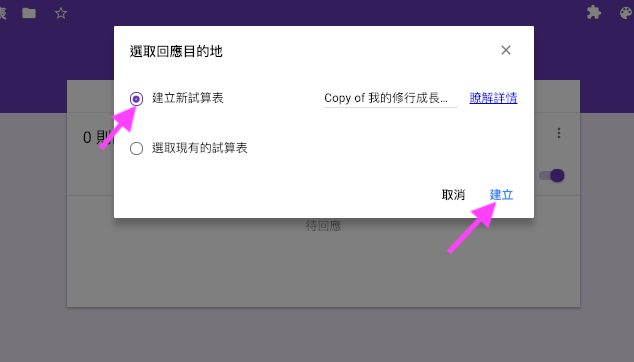 表
選取回應目的地
建立新試算表 Copy of 我的修行成長... 瞭解詳情
0 則
選取現有的試算表
取消 建立
待回應